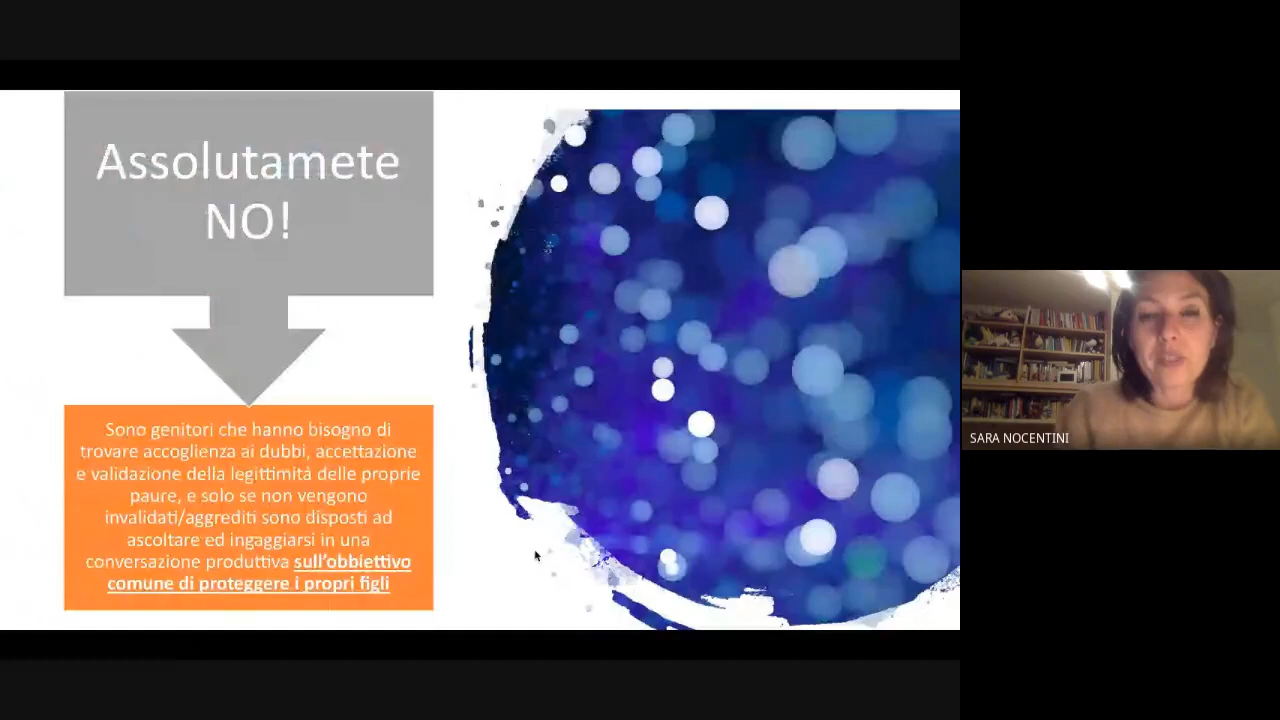 Assolutamete
NO!
Sono genitori che hanno bisogno di
trovare accoglienza ai dubbi, accettazione
e validazione della legittimità delle proprie
paure, e solo se non vengono
invalidati/aggrediti sono disposti ad
ascoltare ed ingaggiarsi in una
conversazione produttiva sull'obbiettivo
comune di proteggere i propri figli
SARA NOCENTINI